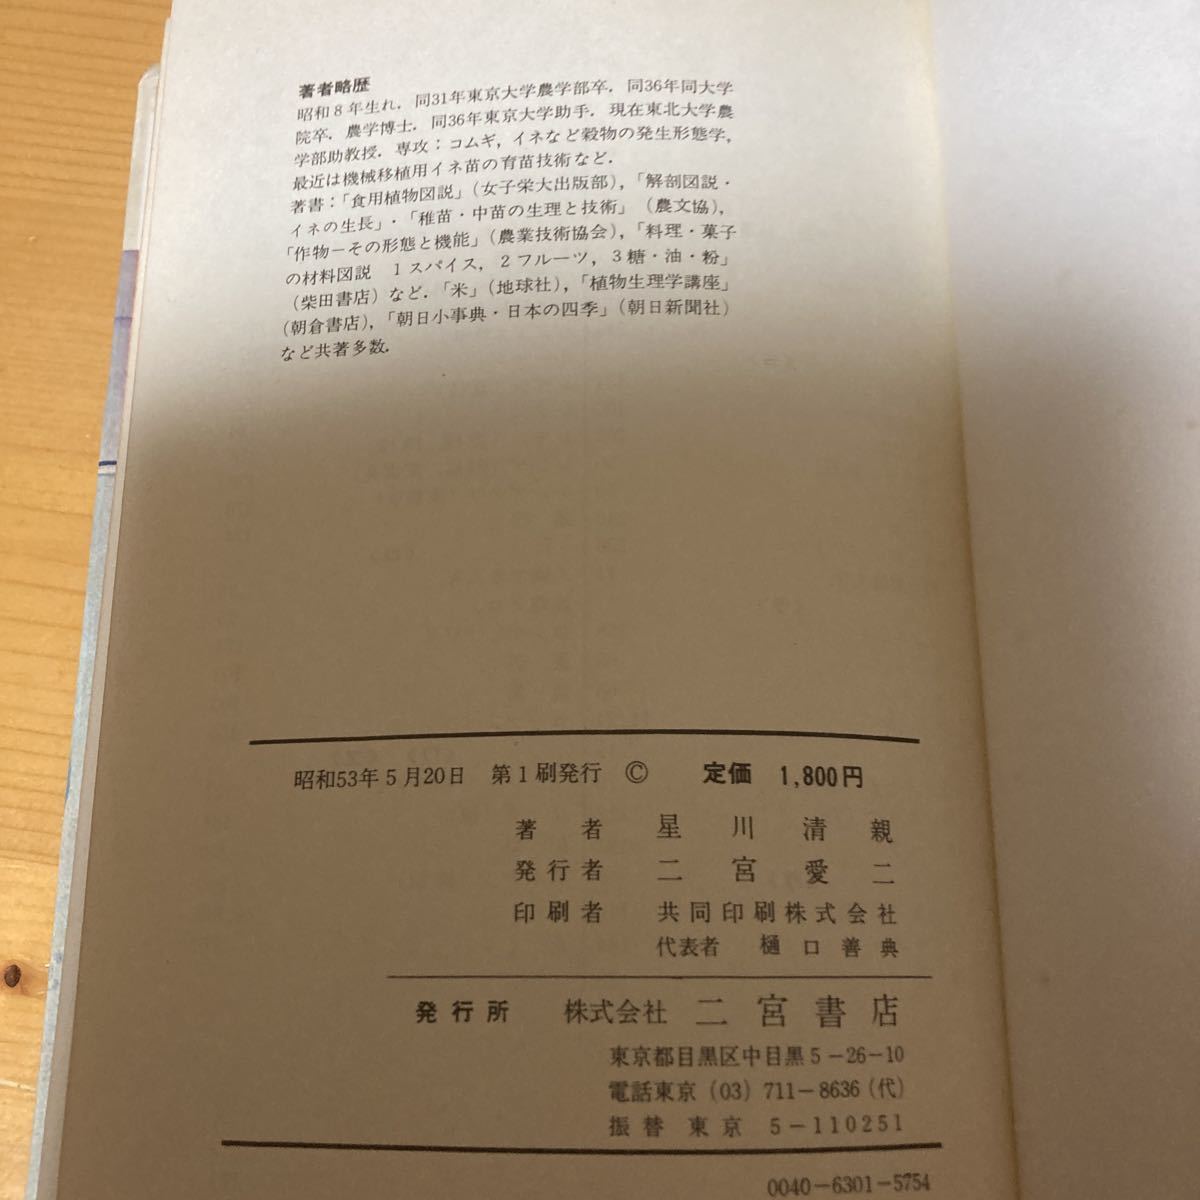 著者略歴
昭和8年生れ．同31年東京大学農学部卒．同36年同大学
院卒．農学博士．同36年東京大学助手．現在東北大学農
学部助教授．専攻：コムギ，イネなど穀物の発生形態学，
最近は機械移植用イネ苗の育苗技術など．
著書：「食用植物図説」（女子栄大出版部），「解剖図説・
イネの生長」・「稚苗・中苗の生理と技術」（農文協），
「作物－その形態と機能」（農業技術協会），「料理・菓子
の材料図説　1スパイス，2フルーツ，3糖・油・粉」
（柴田書店）など．「米」（地球社），「植物生理学講座」
（朝倉書店），「朝日小事典・日本の四季」（朝日新聞社）
など共著多数．
昭和53年5月20日　第1刷発行　©　定価　1,800円
著者　星川清親
発行者　二宮愛二
印刷者　共同印刷株式会社
代表者　樋口善典
発行所　株式会社　二宮書店
東京都目黒区中目黒5－26－10
電話東京（03）711－8636（代）
振替東京　5－110251
0040－6301－5754